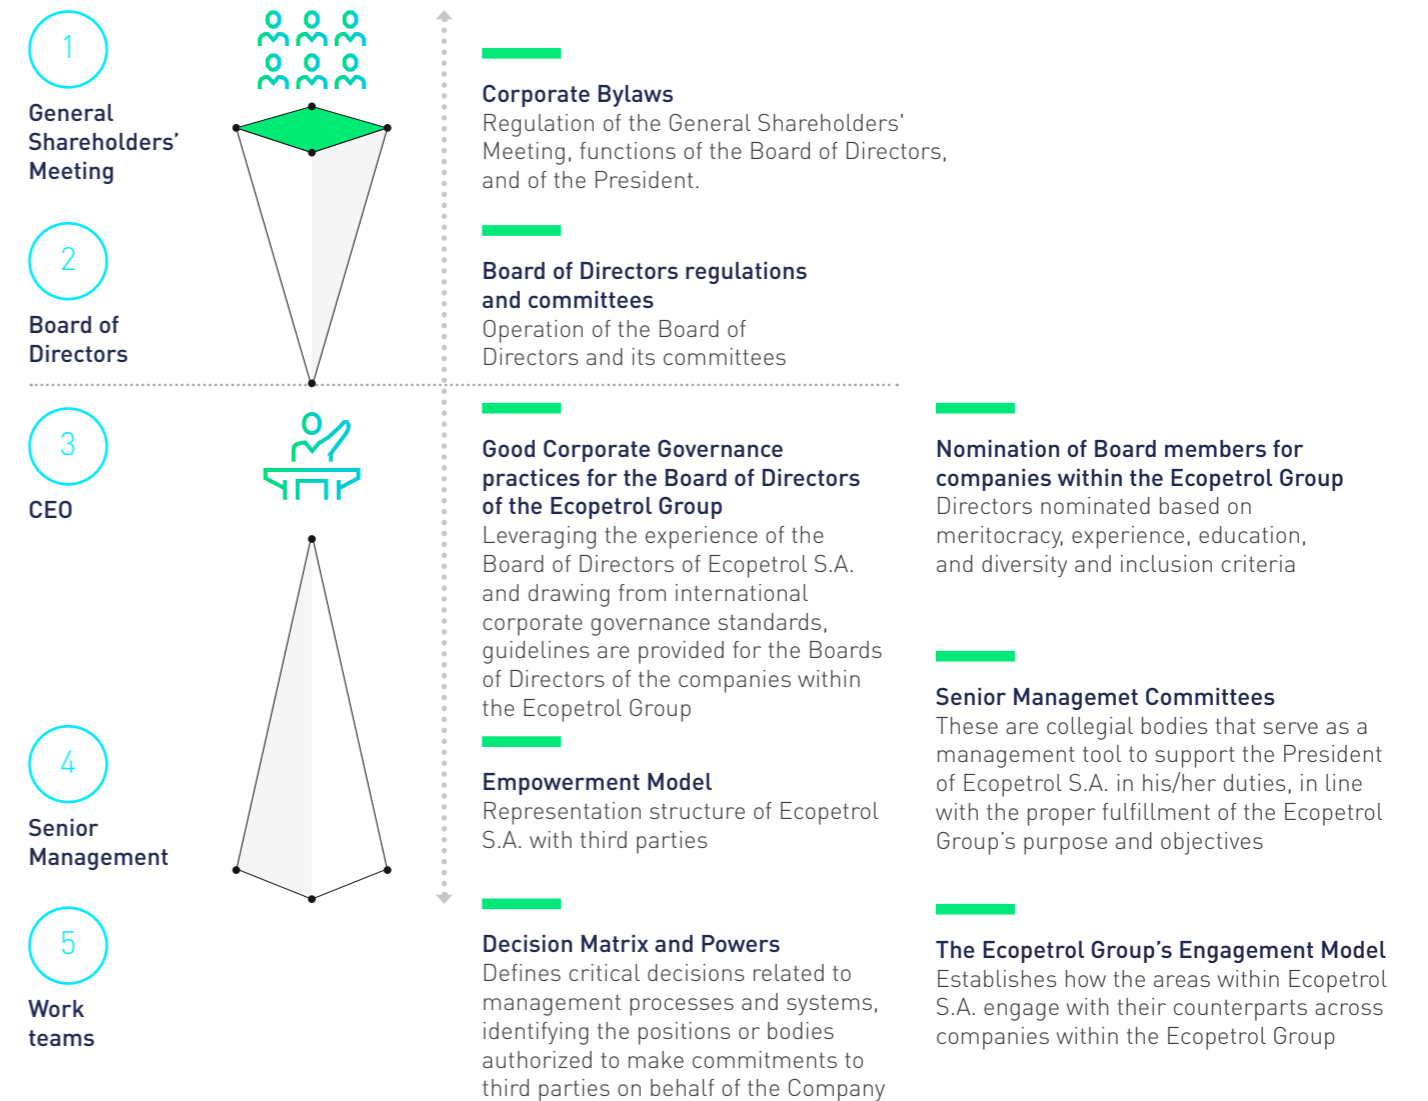 1
General
Shareholders’
Meeting
2
Board of
Directors
3
CEO
4
Senior
Management
5
Work
teams
Corporate Bylaws
Regulation of the General Shareholders'
Meeting, functions of the Board of Directors,
and of the President.
Board of Directors regulations
and committees
Operation of the Board of
Directors and its committees
Good Corporate Governance
practices for the Board of Directors
of the Ecopetrol Group
Leveraging the experience of the
Board of Directors of Ecopetrol S.A.
and drawing from international
corporate governance standards,
guidelines are provided for the Boards
of Directors of the companies within
the Ecopetrol Group
Empowerment Model
Representation structure of Ecopetrol
S.A. with third parties
Decision Matrix and Powers
Defines critical decisions related to
management processes and systems,
identifying the positions or bodies
authorized to make commitments to
third parties on behalf of the Company
Nomination of Board members for
companies within the Ecopetrol Group
Directors nominated based on
meritocracy, experience, education,
and diversity and inclusion criteria
Senior Managemet Committees
These are collegial bodies that serve as a
management tool to support the President
of Ecopetrol S.A. in his/her duties, in line
with the proper fulfillment of the Ecopetrol
Group’s purpose and objectives
The Ecopetrol Group’s Engagement Model
Establishes how the areas within Ecopetrol
S.A. engage with their counterparts across
companies within the Ecopetrol Group